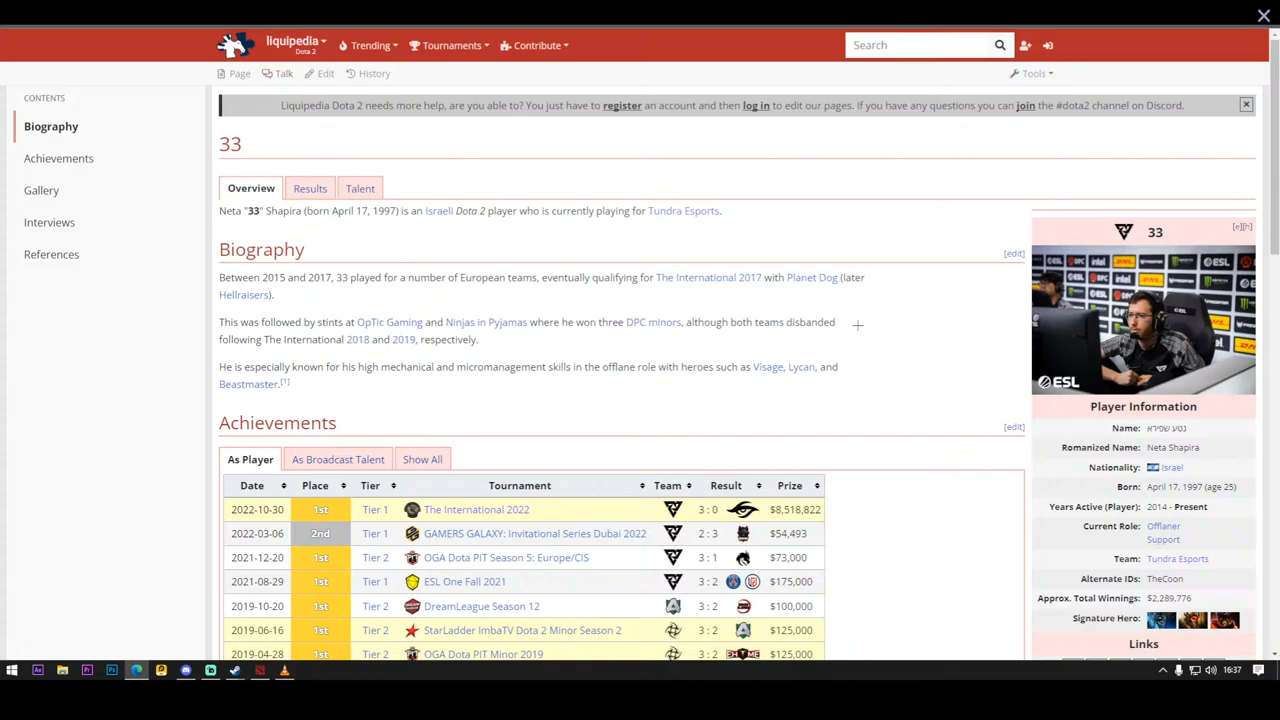 liquipedia
Dota 2
Trending
Tournaments
Contribute
Search
Page
Talk
Edit
History
Tools
CONTENTS
Biography
Achievements
Gallery
Interviews
References
Liquipedia Dota 2 needs more help, are you able to? You just have to register an account and then log in to edit our pages. If you have any questions you can join the #dota2 channel on Discord.
33
Overview
Results
Talent
Neta "33" Shapira (born April 17, 1997) is an Israeli Dota 2 player who is currently playing for Tundra Esports.
Biography
[edit]
Between 2015 and 2017, 33 played for a number of European teams, eventually qualifying for The International 2017 with Planet Dog (later
Hellraisers).
This was followed by stints at OpTic Gaming and Ninjas in Pyjamas where he won three DPC minors, although both teams disbanded
following The International 2018 and 2019, respectively.
He is especially known for his high mechanical and micromanagement skills in the offlane role with heroes such as Visage, Lycan, and
Beastmaster.[1]
Achievements
[edit]
As Player
As Broadcast Talent
Show All
Date Place Tier Tournament Team Result Prize
2022-10-30 1st Tier 1 The International 2022 3 : 0 $8,518,822
2022-03-06 2nd Tier 1 GAMERS GALAXY: Invitational Series Dubai 2022 2 : 3 $54,493
2021-12-20 1st Tier 2 OGA Dota PIT Season 5: Europe/CIS 3 : 1 $73,000
2021-08-29 1st Tier 1 ESL One Fall 2021 3 : 2 $175,000
2019-10-20 1st Tier 2 DreamLeague Season 12 3 : 2 $100,000
2019-06-16 1st Tier 2 StarLadder ImbaTV Dota 2 Minor Season 2 3 : 2 $125,000
2019-04-28 1st Tier 2 OGA Dota PIT Minor 2019 3 : 2 $125,000
33
[e][h]
ESL
Player Information
Name: נטע שפירא
Romanized Name: Neta Shapira
Nationality: Israel
Born: April 17, 1997 (age 25)
Years Active (Player): 2014 - Present
Current Role: Offlaner
Support
Team: Tundra Esports
Alternate IDs: TheCoon
Approx. Total Winnings: $2,289,776
Signature Hero:
Links
16:37